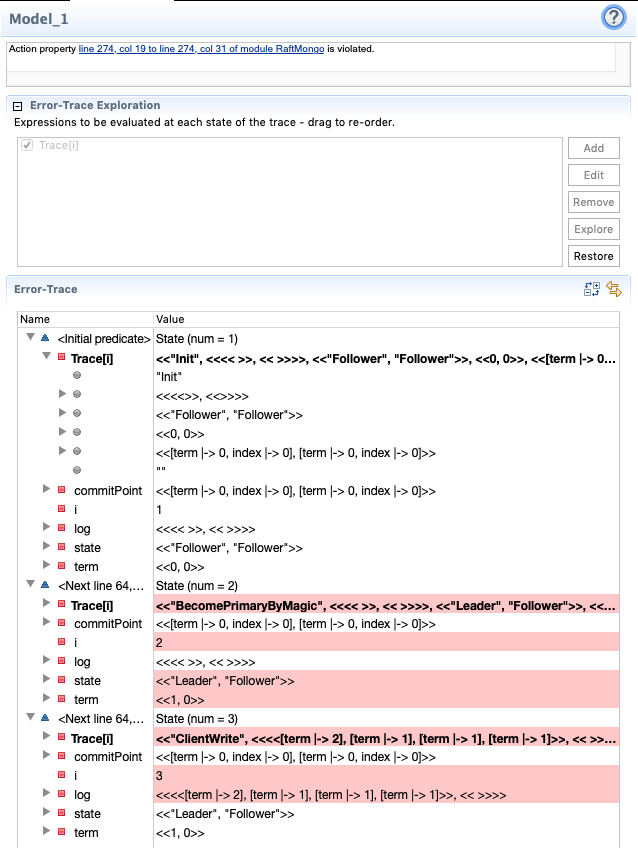 Model_1
?
Action property line 274, col 19 to line 274, col 31 of module RaftMongo is violated.
Error-Trace Exploration
Expressions to be evaluated at each state of the trace - drag to re-order.
Trace[i]
Add
Edit
Remove
Explore
Restore
Error-Trace
Name Value
<Initial predicate> State (num = 1)
Trace[i] <<"Init", <<<< >>, << >>>>, <<"Follower", "Follower">>, <<0, 0>>, <<[term |-> 0...
"Init"
<<<<>>, <<>>>>
<<"Follower", "Follower">>
<<0, 0>>
<<[term |-> 0, index |-> 0], [term |-> 0, index |-> 0]>>
""
commitPoint <<[term |-> 0, index |-> 0], [term |-> 0, index |-> 0]>>
i 1
log <<<< >>, << >>>>
state <<"Follower", "Follower">>
term <<0, 0>>
<Next line 64,... State (num = 2)
Trace[i] <<"BecomePrimaryByMagic", <<<< >>, << >>>>, <<"Leader", "Follower">>, <<...
commitPoint <<[term |-> 0, index |-> 0], [term |-> 0, index |-> 0]>>
i 2
log <<<< >>, << >>>>
state <<"Leader", "Follower">>
term <<1, 0>>
<Next line 64,... State (num = 3)
Trace[i] <<"ClientWrite", <<<<[term |-> 2], [term |-> 1], [term |-> 1], [term |-> 1]>>, << >>...
commitPoint <<[term |-> 0, index |-> 0], [term |-> 0, index |-> 0]>>
i 3
log <<<<[term |-> 2], [term |-> 1], [term |-> 1], [term |-> 1]>>, << >>>>
state <<"Leader", "Follower">>
term <<1, 0>>